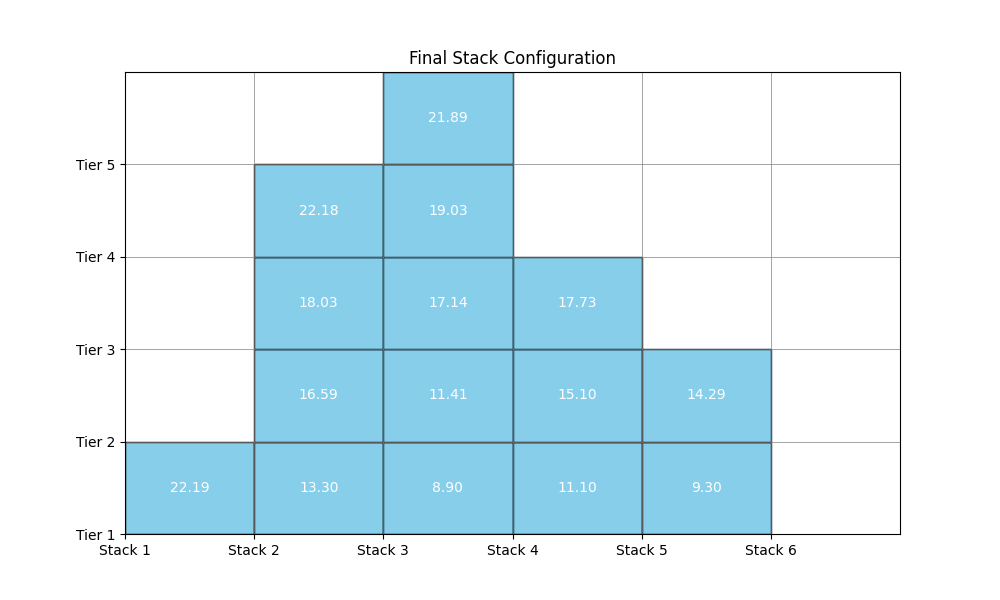 Final Stack Configuration
21.89
Tier 5
22.18 19.03
Tier 4
18.03 17.14 17.73
Tier 3
16.59 11.41 15.10 14.29
Tier 2
22.19 13.30 8.90 11.10 9.30
Tier 1
Stack 1 Stack 2 Stack 3 Stack 4 Stack 5 Stack 6